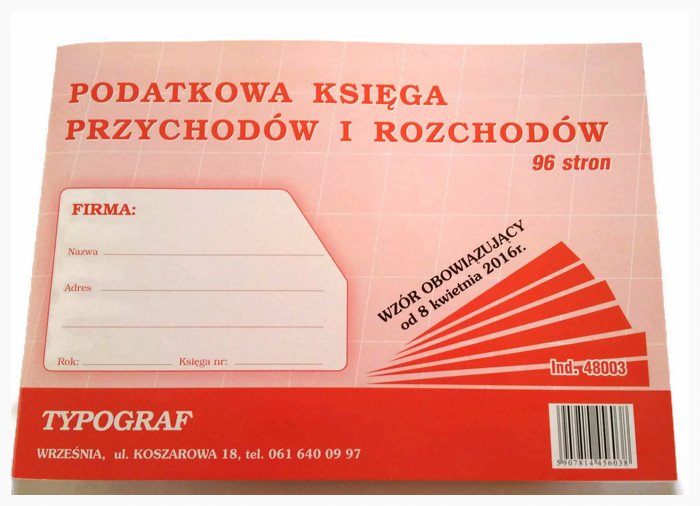 PODATKOWA KSIĘGA
PRZYCHODÓW I ROZCHODÓW
96 stron
FIRMA:
Nazwa
Adres
Rok: Księga nr:
WZÓR OBOWIĄZUJĄCY
od 8 kwietnia 2016r.
Ind. 48003
TYPOGRAF
WRZEŚNIA, ul. KOSZAROWA 18, tel. 061 640 09 97
5907814456038